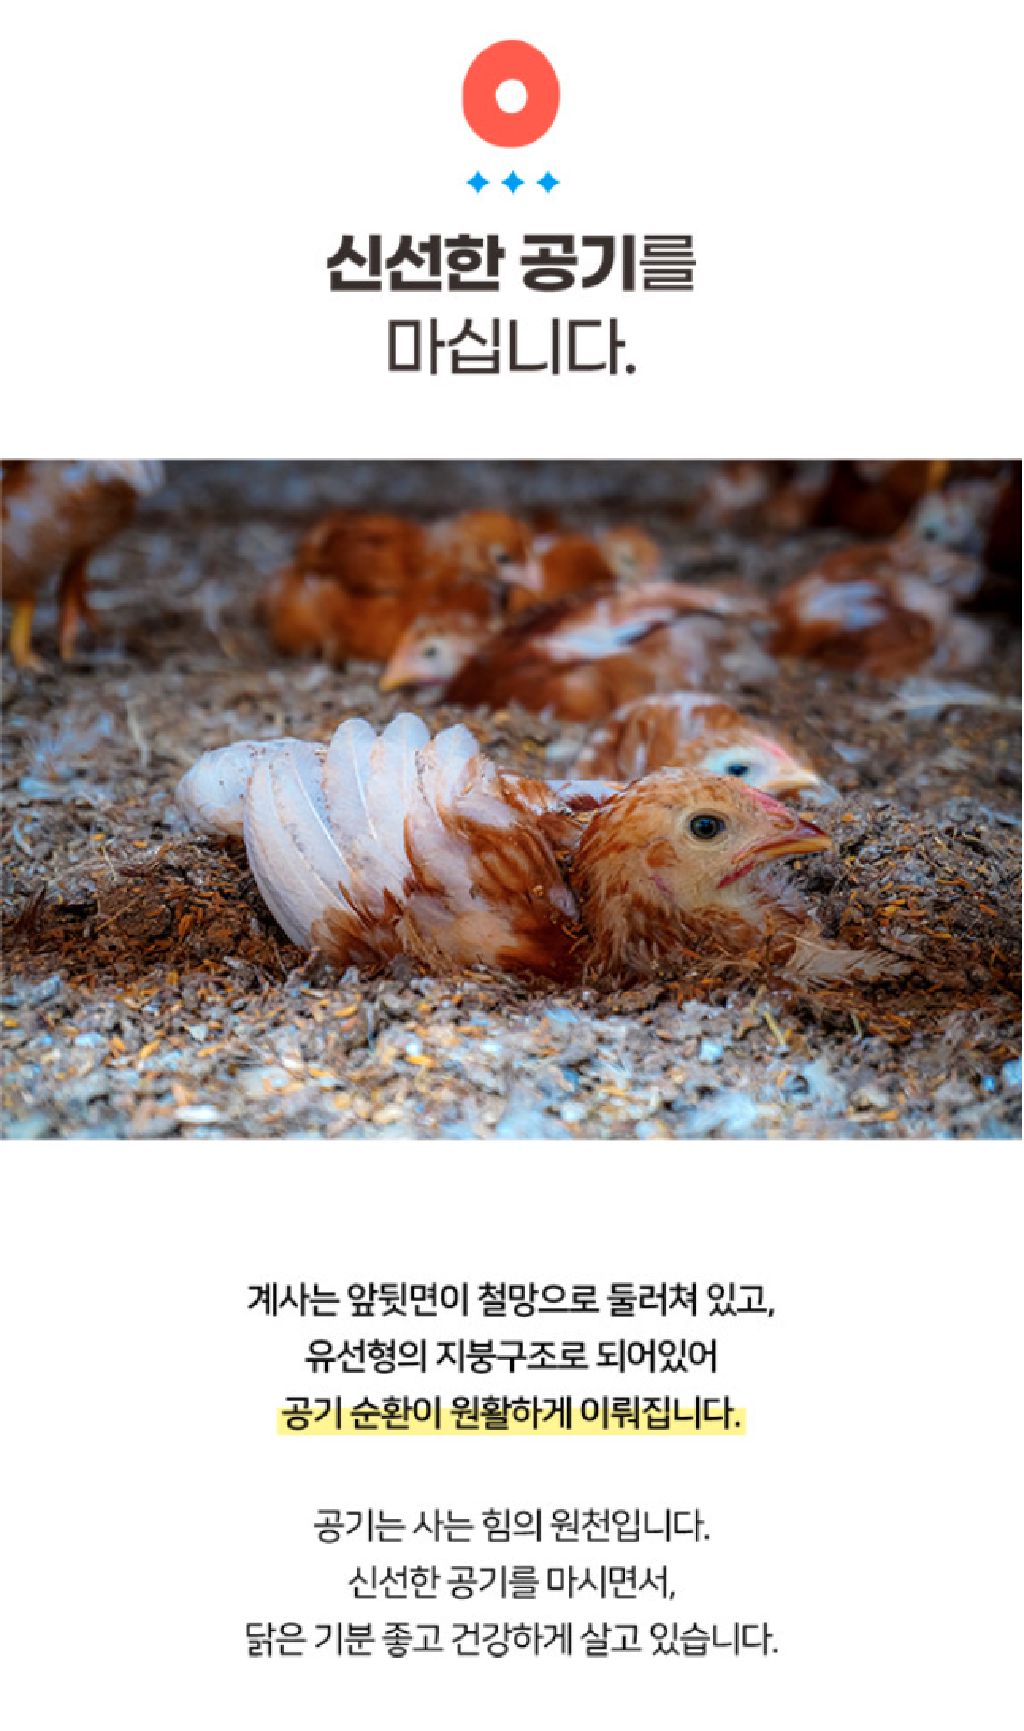 신선한 공기를
마십니다.
계사는 앞뒷면이 철망으로 둘러쳐 있고,
유선형의 지붕구조로 되어있어
공기 순환이 원활하게 이뤄집니다.
공기는 사는 힘의 원천입니다.
신선한 공기를 마시면서,
닭은 기분 좋고 건강하게 살고 있습니다.